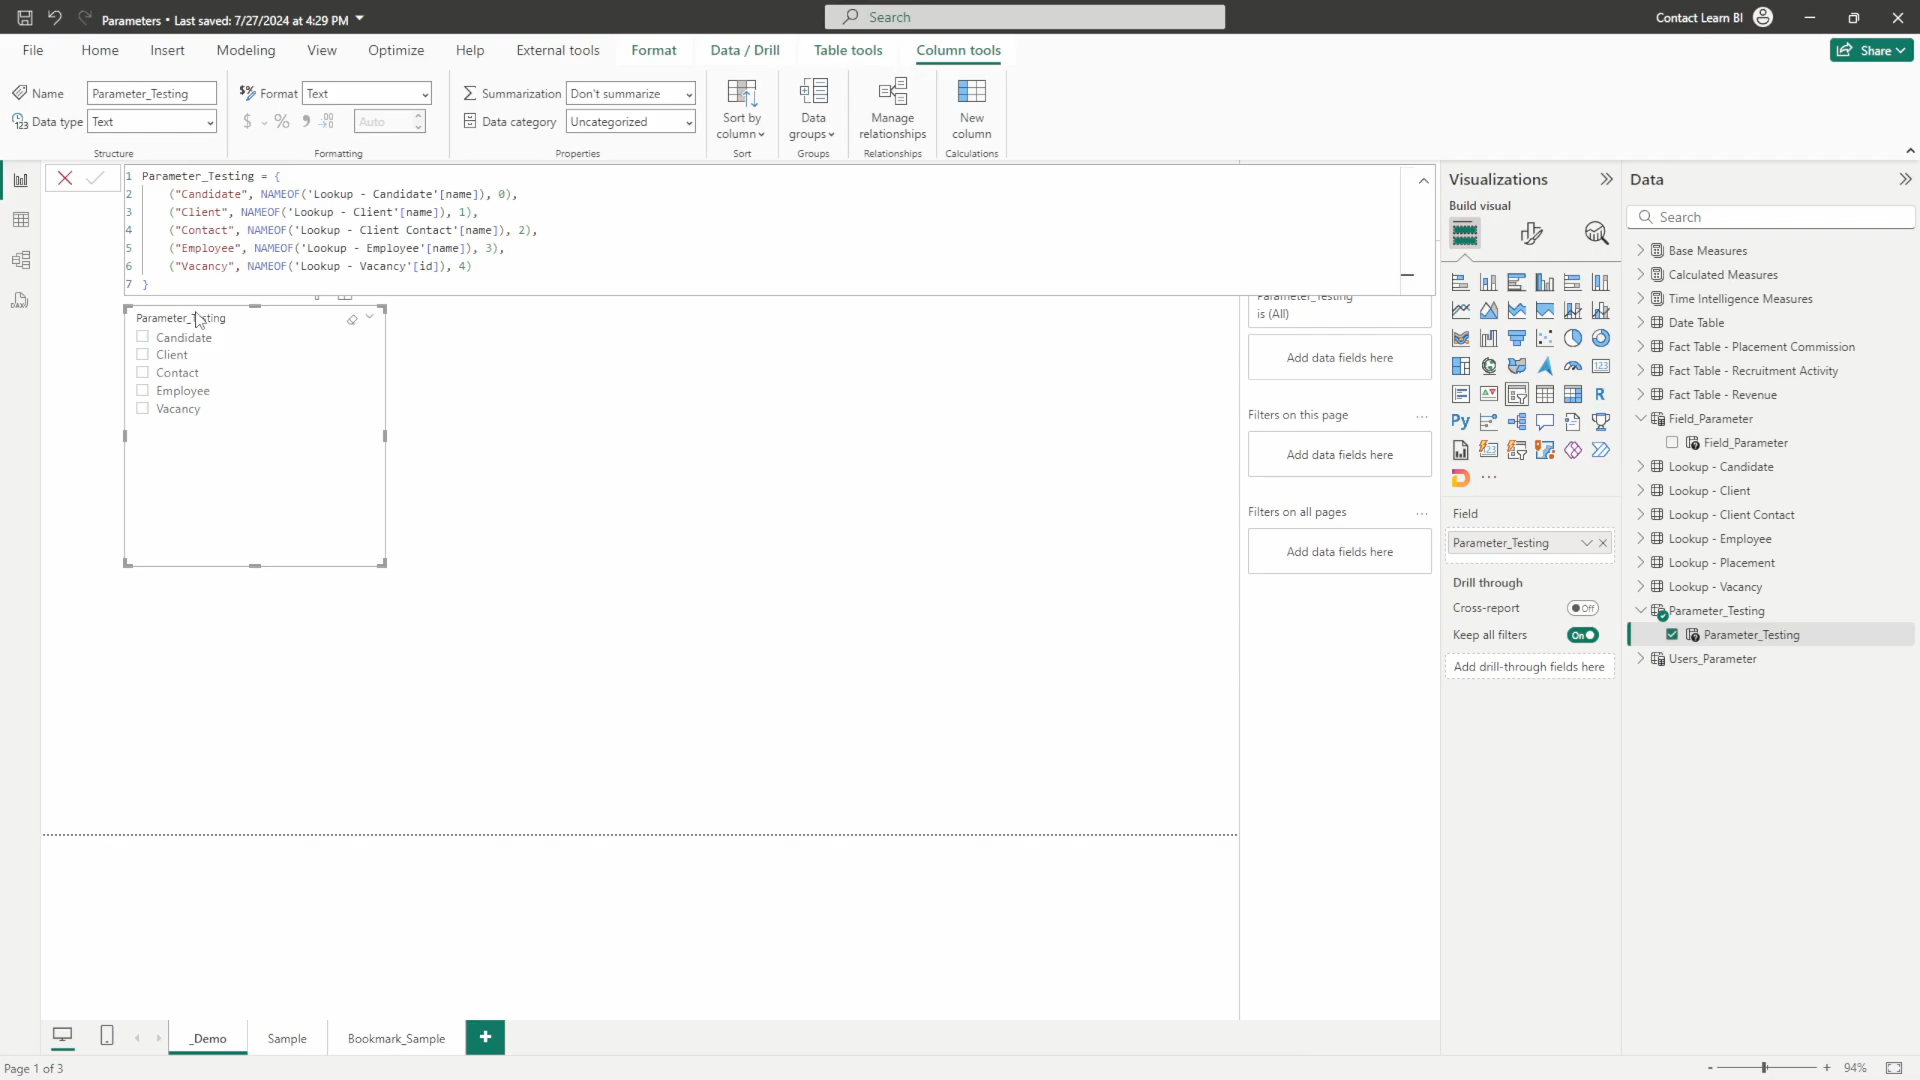 Parameters • Last saved: 7/27/2024 at 4:29 PM
Search
Contact Learn BI
File Home Insert Modeling View Optimize Help External tools Format Data / Drill Table tools Column tools
Share
Name Parameter_Testing
Data type Text
Structure
Format Text
$ % 9 .00 Auto
Formatting
Summarization Don't summarize
Data category Uncategorized
Properties
Sort by column
Sort
Data groups
Groups
Manage relationships
Relationships
New column
Calculations
1 Parameter_Testing = {
2 ("Candidate", NAMEOF('Lookup - Candidate'[name]), 0),
3 ("Client", NAMEOF('Lookup - Client'[name]), 1),
4 ("Contact", NAMEOF('Lookup - Client Contact'[name]), 2),
5 ("Employee", NAMEOF('Lookup - Employee'[name]), 3),
6 ("Vacancy", NAMEOF('Lookup - Vacancy'[id]), 4)
7 }
Parameter_Testing
Candidate
Client
Contact
Employee
Vacancy
Parameter_Testing
is (All)
Add data fields here
Filters on this page
Add data fields here
Filters on all pages
Add data fields here
Visualizations
Build visual
123
R
Py
Field
Parameter_Testing
Drill through
Cross-report Off
Keep all filters On
Add drill-through fields here
Data
Search
Base Measures
Calculated Measures
Time Intelligence Measures
Date Table
Fact Table - Placement Commission
Fact Table - Recruitment Activity
Fact Table - Revenue
Field_Parameter
Field_Parameter
Lookup - Candidate
Lookup - Client
Lookup - Client Contact
Lookup - Employee
Lookup - Placement
Lookup - Vacancy
Parameter_Testing
Parameter_Testing
Users_Parameter
_Demo Sample Bookmark_Sample +
Page 1 of 3
- + 94%